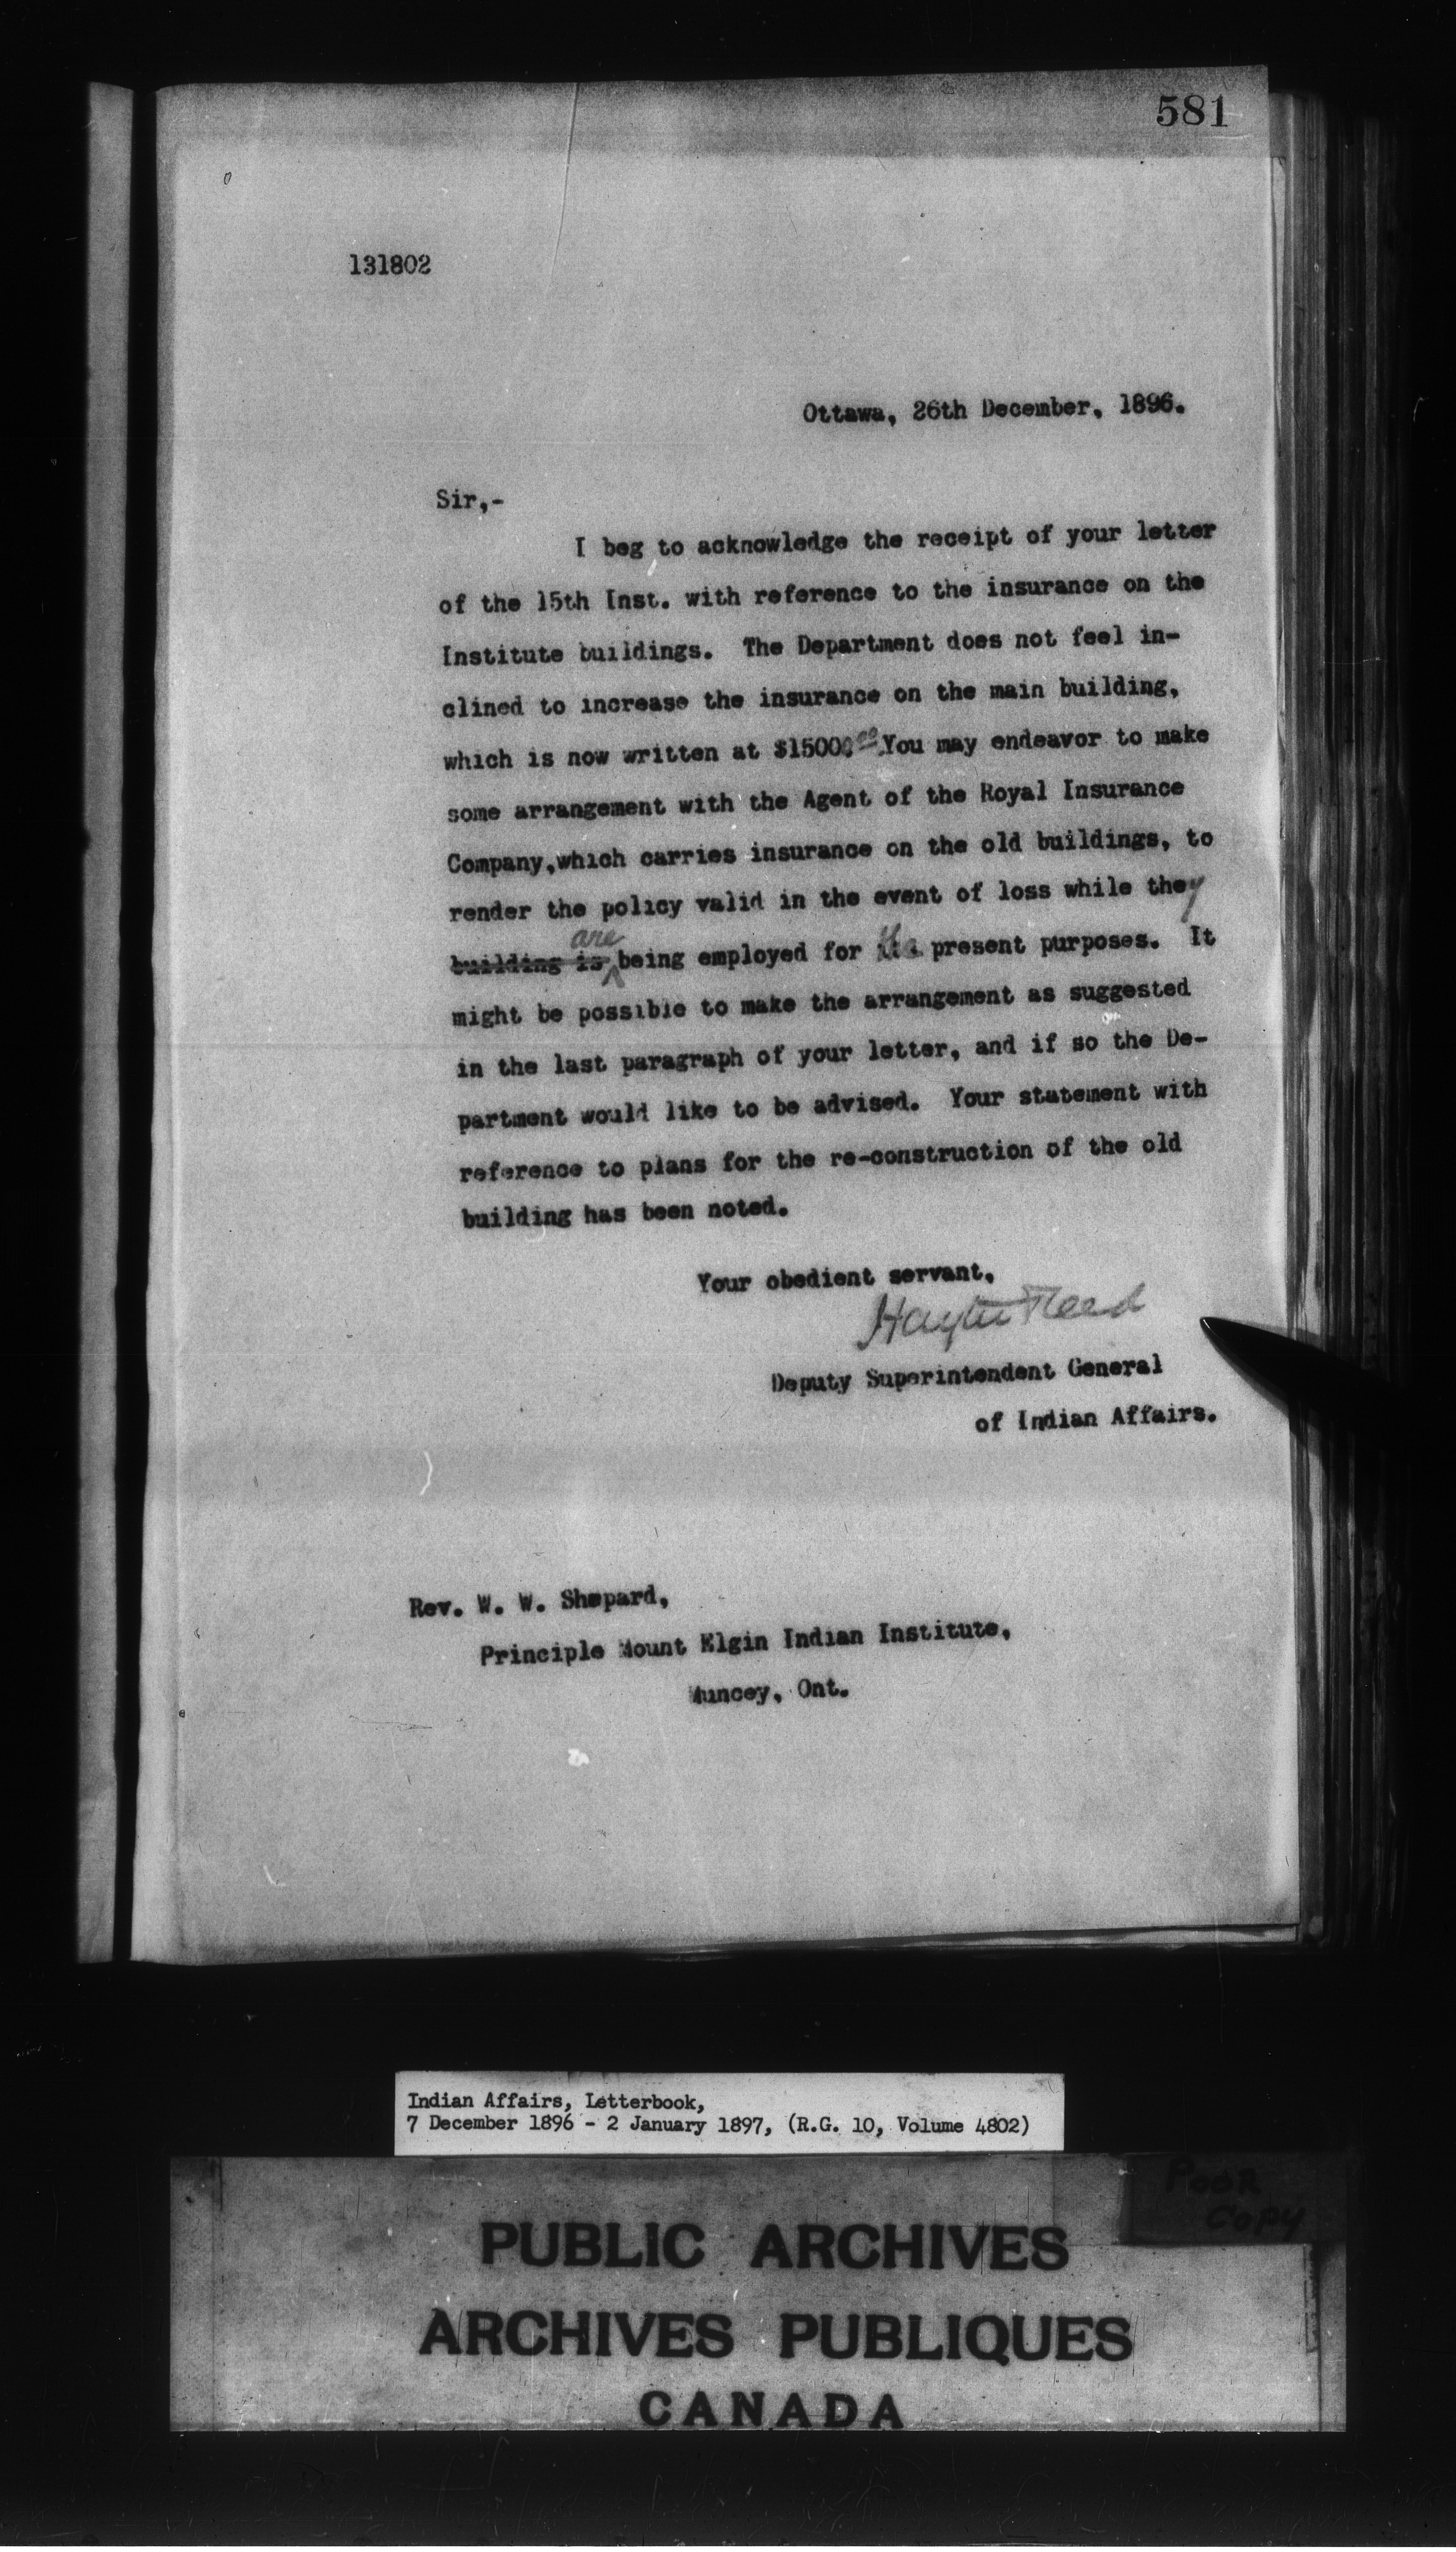 581
131802
Ottawa, 26th December, 1896.
Sir,-
I beg to acknowledge the receipt of your letter
of the 15th Inst. with reference to the insurance on the
Institute buildings. The Department does not feel in-
clined to increase the insurance on the main building,
which is now written at $15000.00 You may endeavor to make
some arrangement with the Agent of the Royal Insurance
Company,which carries insurance on the old buildings, to
render the policy valid in the event of loss while they
are
building is being employed for the present purposes. It
might be possible to make the arrangement as suggested
in the last paragraph of your letter, and if so the De-
partment would like to be advised. Your statement with
reference to plans for the re-construction of the old
building has been noted.
Your obedient servant,
Hayter Reed
Deputy Superintendent General
of Indian Affairs.
Rev. W. W. Shepard,
Principle Mount Elgin Indian Institute,
Muncey, Ont.
Indian Affairs, Letterbook,
7 December 1896 - 2 January 1897, (R.G. 10, Volume 4802)
Poor
Copy
PUBLIC ARCHIVES
ARCHIVES PUBLIQUES
CANADA